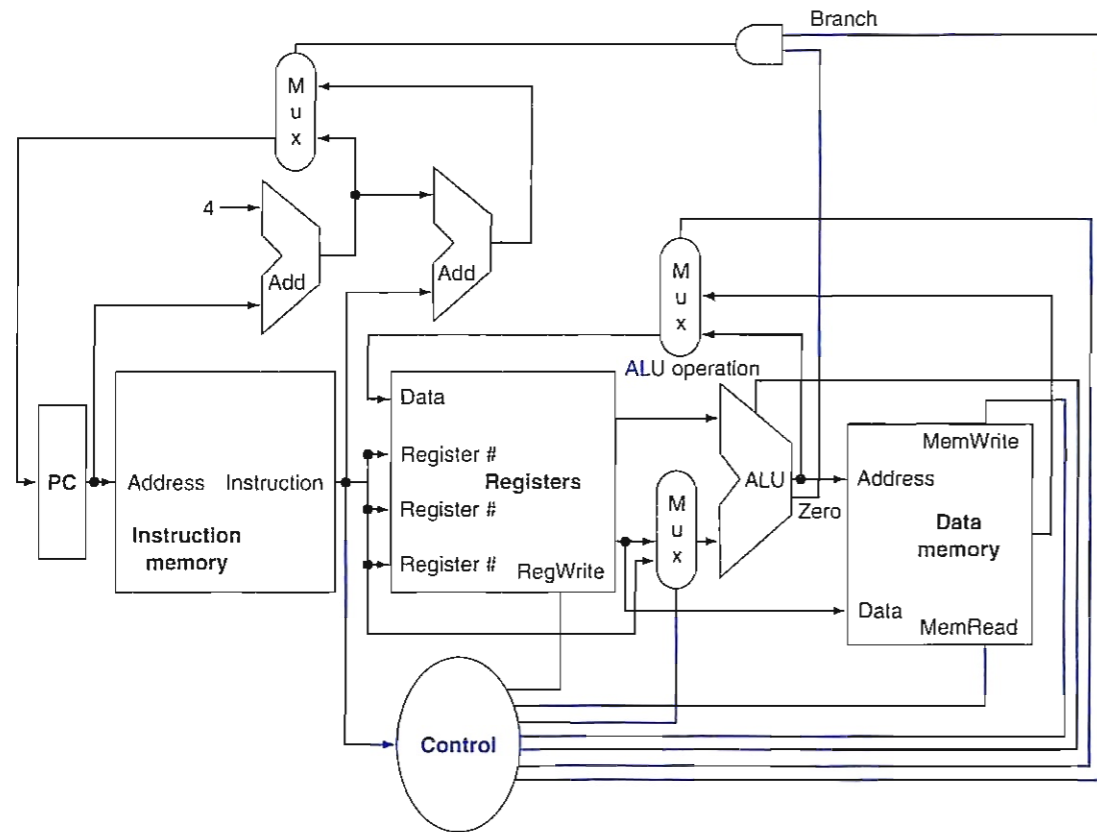 Branch
M
u
x
4
Add
Add
M
u
x
ALU operation
Data
Register #
Registers
Register #
Register #
RegWrite
PC
Address
Instruction
Instruction
memory
M
u
x
ALU
Zero
MemWrite
Address
Data
memory
Data
MemRead
Control